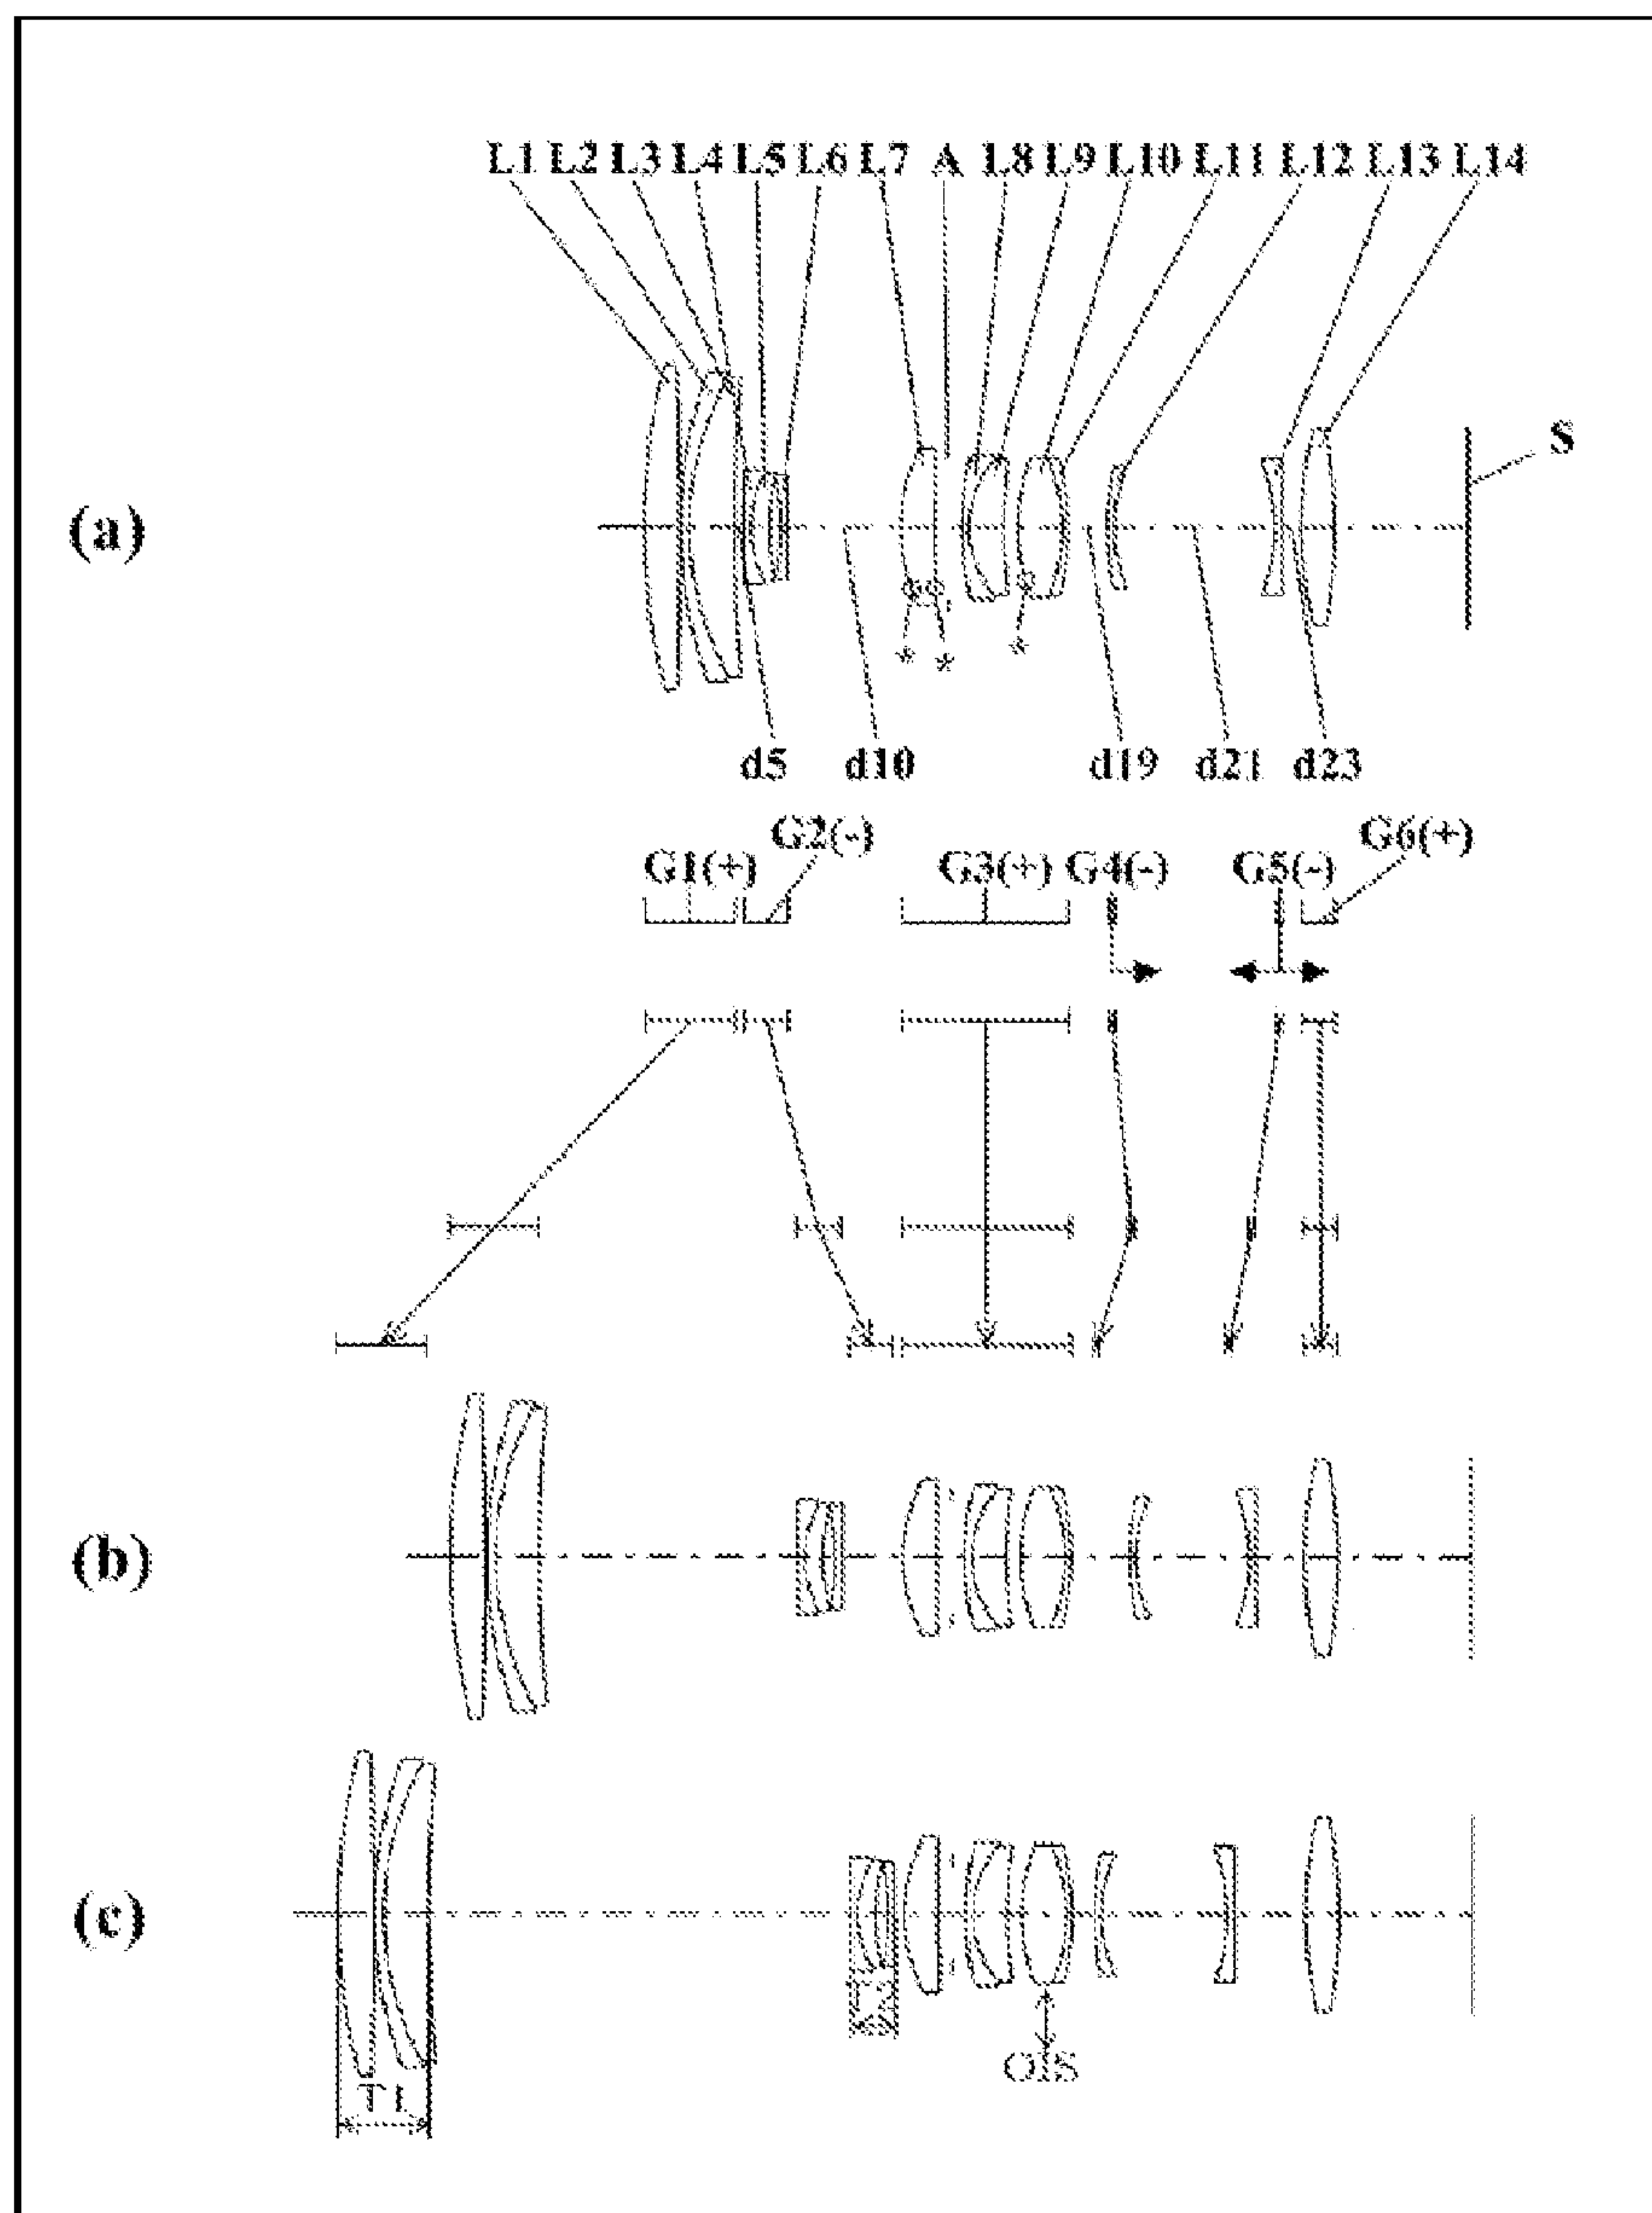 L1 L2 L3 L4 L5 L6 L7 A L8 L9 L10 L11 L12 L13 L14
S
(a)
* * *
d5 d10 d19 d21 d23
G1(+) G2(-) G3(+) G4(-) G5(-) G6(+)
(b)
(c)
OIS
T1